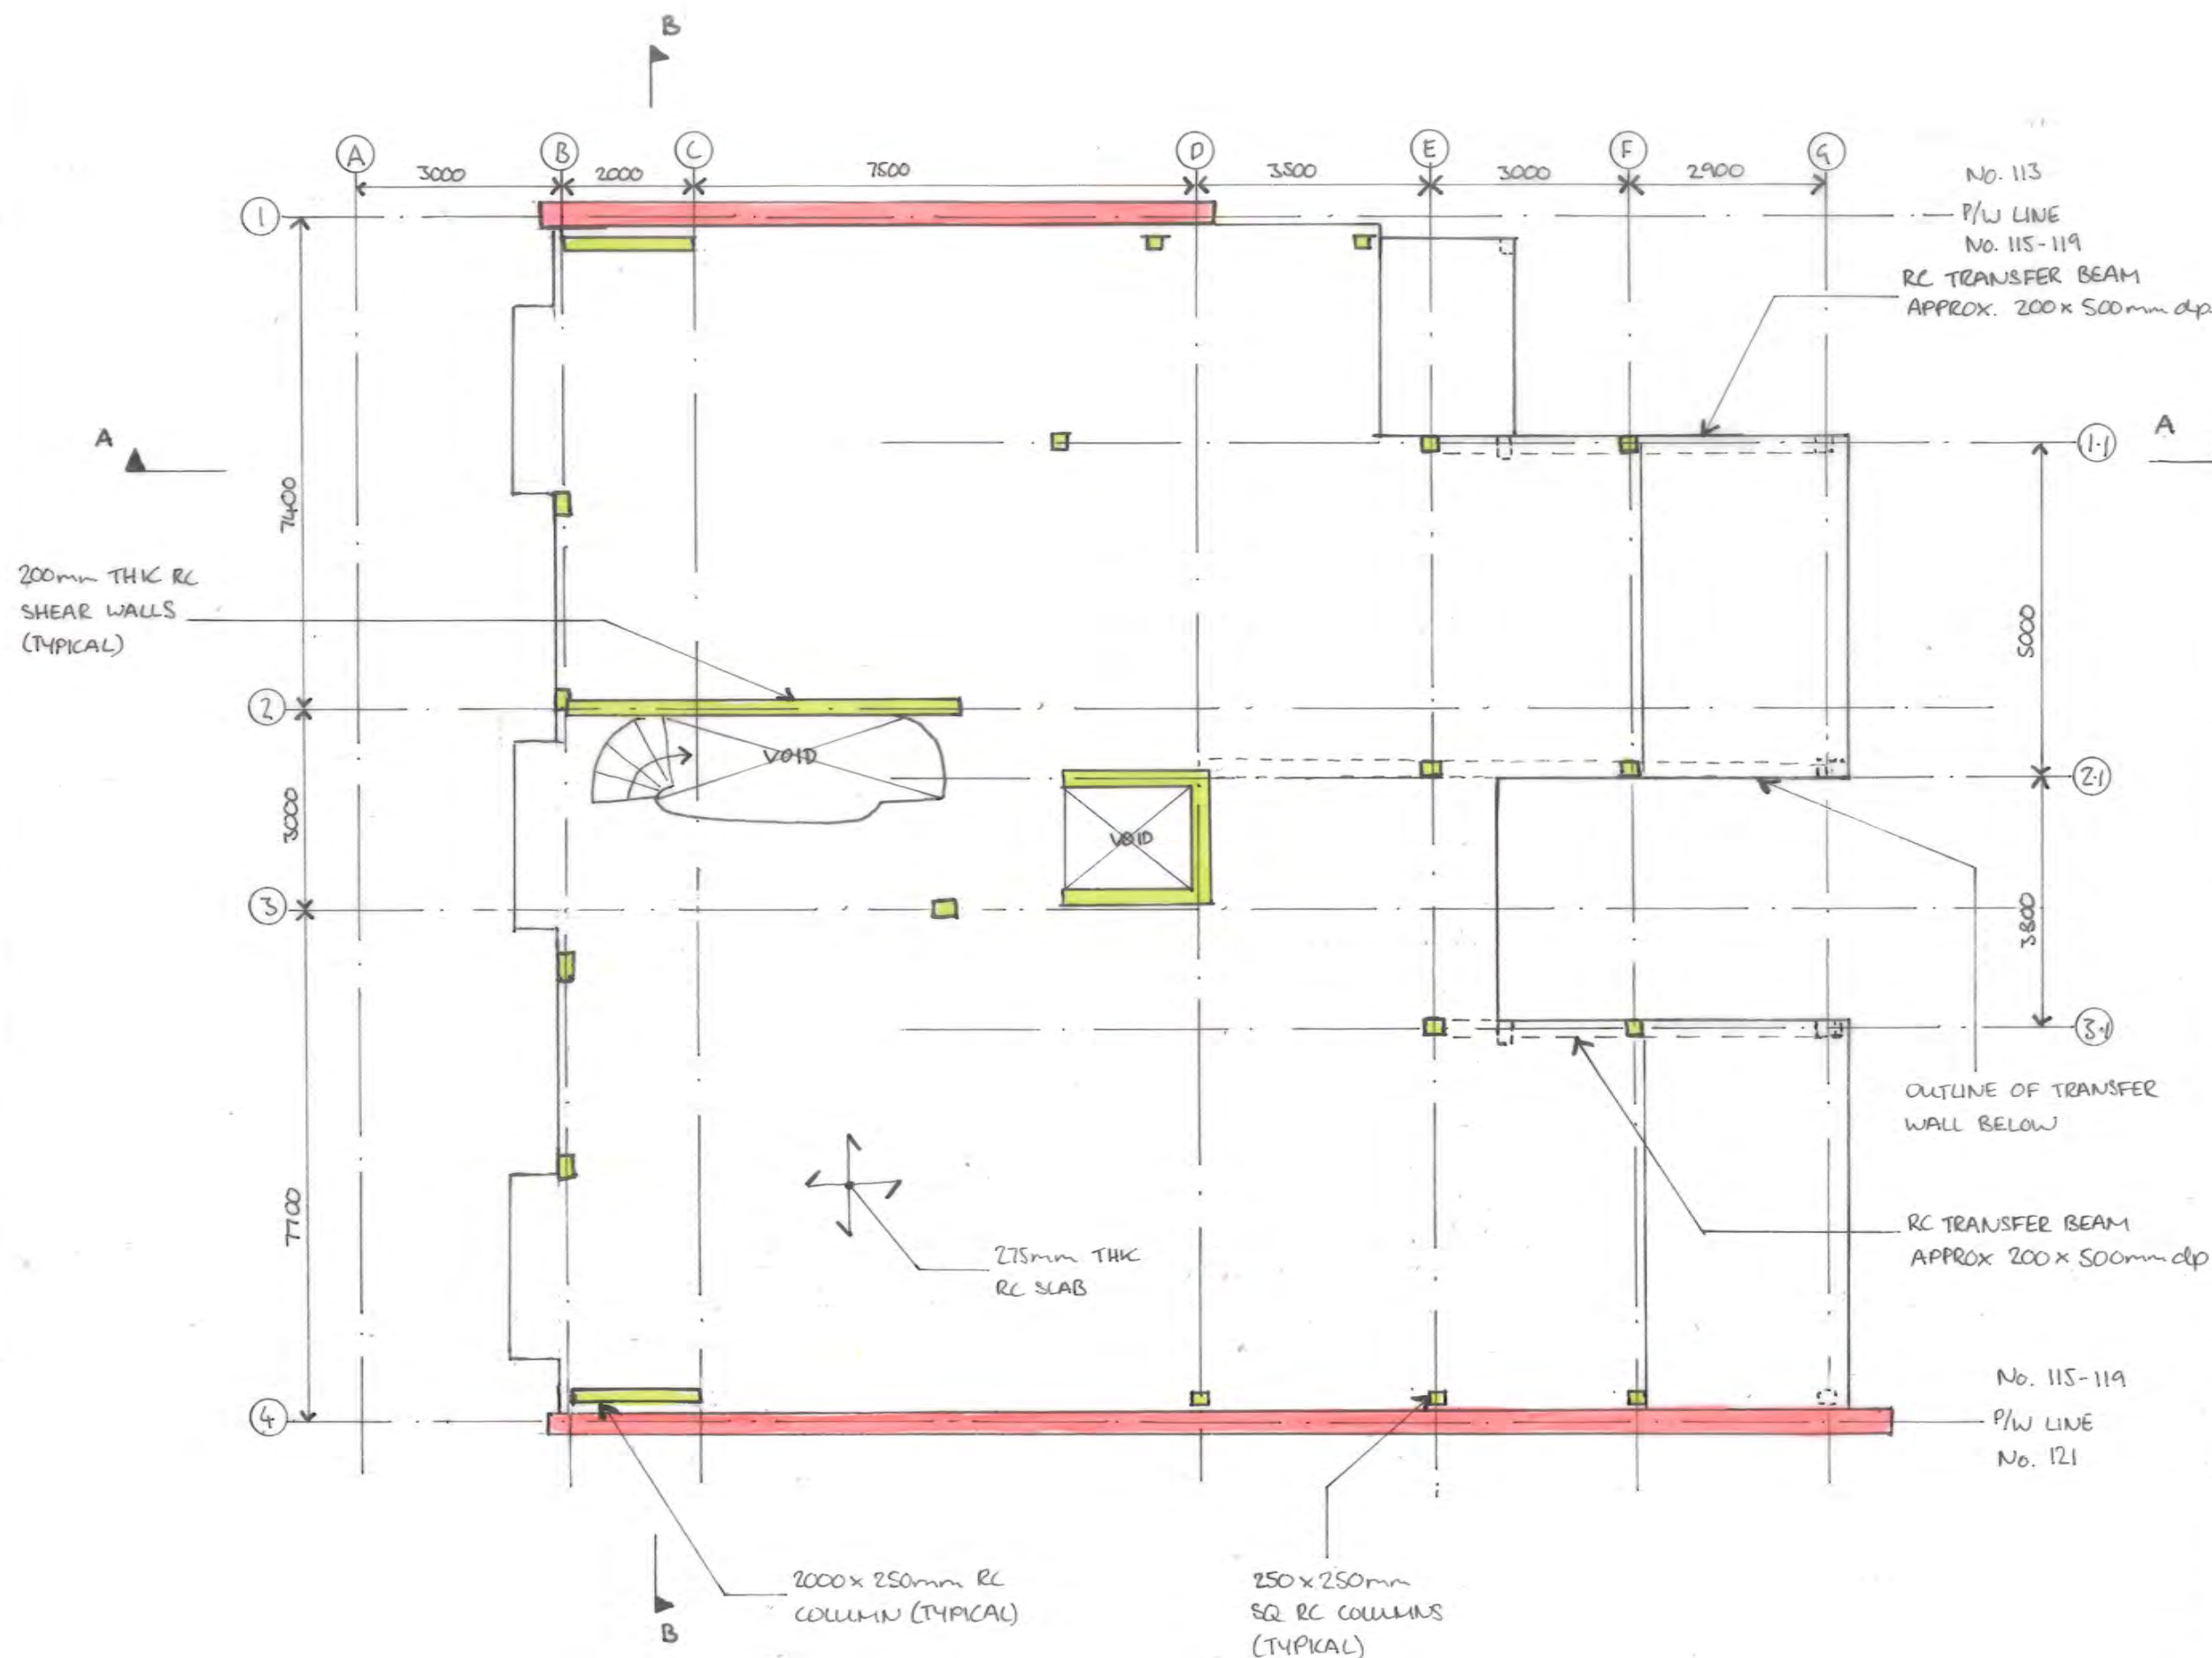 B
A
B
C
D
E
F
G
3000
2000
7500
3500
3000
2900
No. 113
P/W LINE
No. 115-119
1
RC TRANSFER BEAM
APPROX. 200 x 500mm dp.
A
A
1.1
7400
200mm THK RC
SHEAR WALLS
(TYPICAL)
5000
2
VOID
2.1
3000
VOID
3
3800
3.1
OUTLINE OF TRANSFER
WALL BELOW
7700
275mm THK
RC SLAB
RC TRANSFER BEAM
APPROX 200 x 500mm dp
4
No. 115-119
P/W LINE
No. 121
2000 x 250mm RC
COLUMN (TYPICAL)
250 x 250mm
SQ RC COLUMNS
(TYPICAL)
B